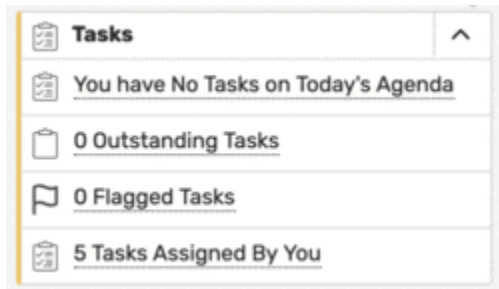 Tasks
You have No Tasks on Today's Agenda
0 Outstanding Tasks
0 Flagged Tasks
5 Tasks Assigned By You